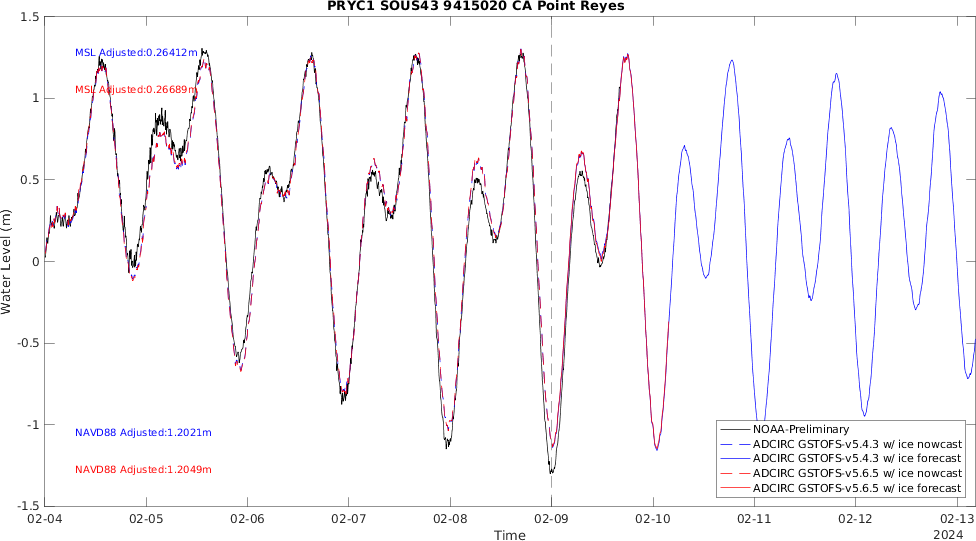 PRYC1 SOUS43 9415020 CA Point Reyes
1.5
MSL Adjusted:0.26412m
1
MSL Adjusted:0.26689m
0.5
Water Level (m)
0
-0.5
-1
NAVD88 Adjusted:1.2021m
NAVD88 Adjusted:1.2049m
-1.5
NOAA-Preliminary
ADCIRC GSTOFS-v5.4.3 w/ ice nowcast
ADCIRC GSTOFS-v5.4.3 w/ ice forecast
ADCIRC GSTOFS-v5.6.5 w/ ice nowcast
ADCIRC GSTOFS-v5.6.5 w/ ice forecast
02-04 02-05 02-06 02-07 02-08 02-09 02-10 02-11 02-12 02-13
Time
2024